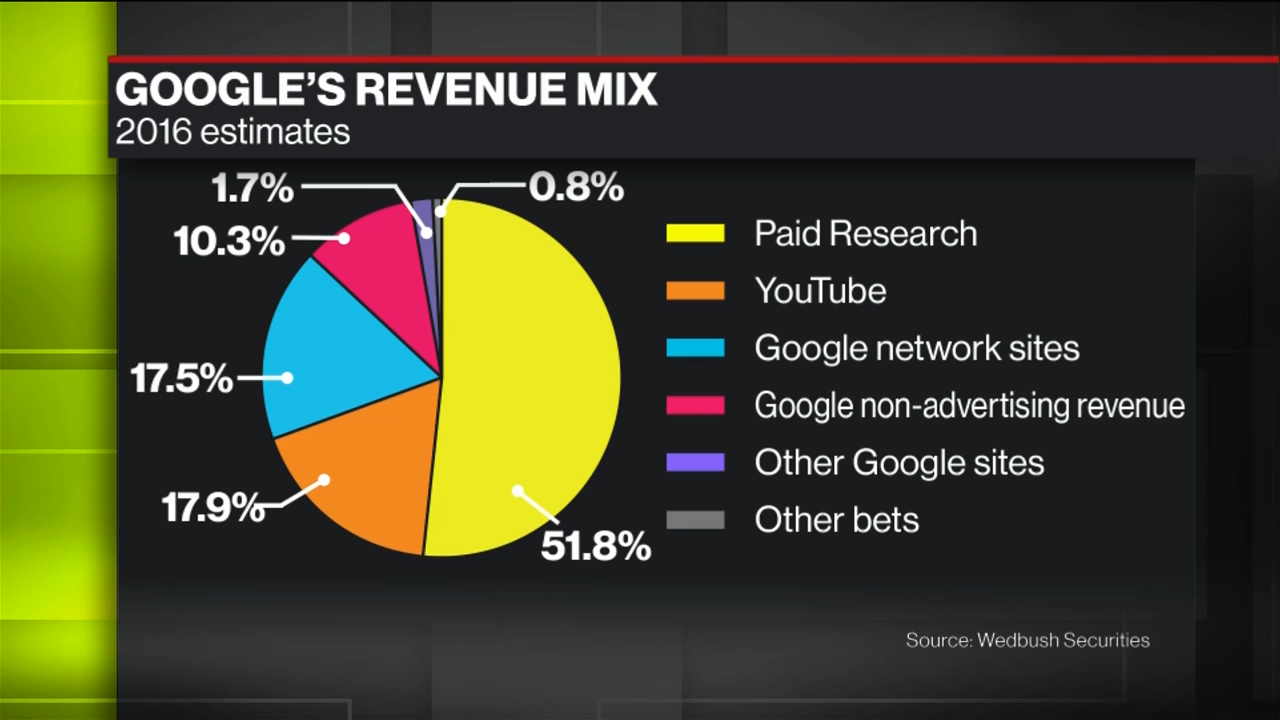 GOOGLE’S REVENUE MIX
2016 estimates
1.7%
0.8%
10.3%
17.5%
17.9%
51.8%
Paid Research
YouTube
Google network sites
Google non-advertising revenue
Other Google sites
Other bets
Source: Wedbush Securities